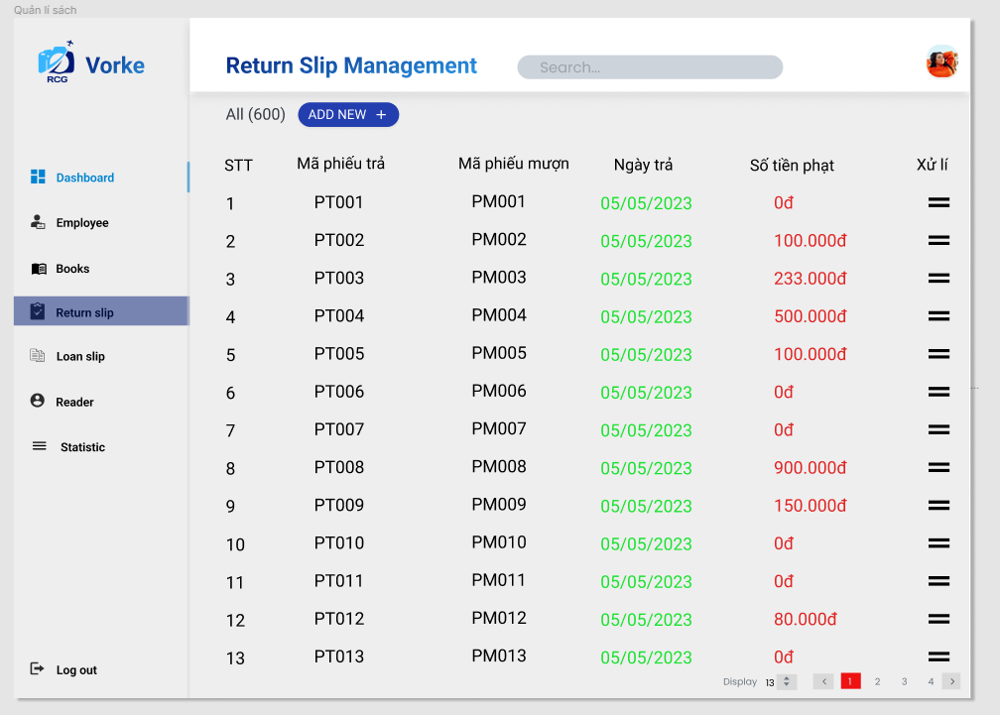 Quản lí sách
RCG
Vorke
Return Slip Management
Search...
All (600)
ADD NEW +
Dashboard
Employee
Books
Return slip
Loan slip
Reader
Statistic
Log out
STT Mã phiếu trả Mã phiếu mượn Ngày trả Số tiền phạt Xử lí
1 PT001 PM001 05/05/2023 0đ
2 PT002 PM002 05/05/2023 100.000đ
3 PT003 PM003 05/05/2023 233.000đ
4 PT004 PM004 05/05/2023 500.000đ
5 PT005 PM005 05/05/2023 100.000đ
6 PT006 PM006 05/05/2023 0đ
7 PT007 PM007 05/05/2023 0đ
8 PT008 PM008 05/05/2023 900.000đ
9 PT009 PM009 05/05/2023 150.000đ
10 PT010 PM010 05/05/2023 0đ
11 PT011 PM011 05/05/2023 0đ
12 PT012 PM012 05/05/2023 80.000đ
13 PT013 PM013 05/05/2023 0đ
Display 13 < 1 2 3 4 >